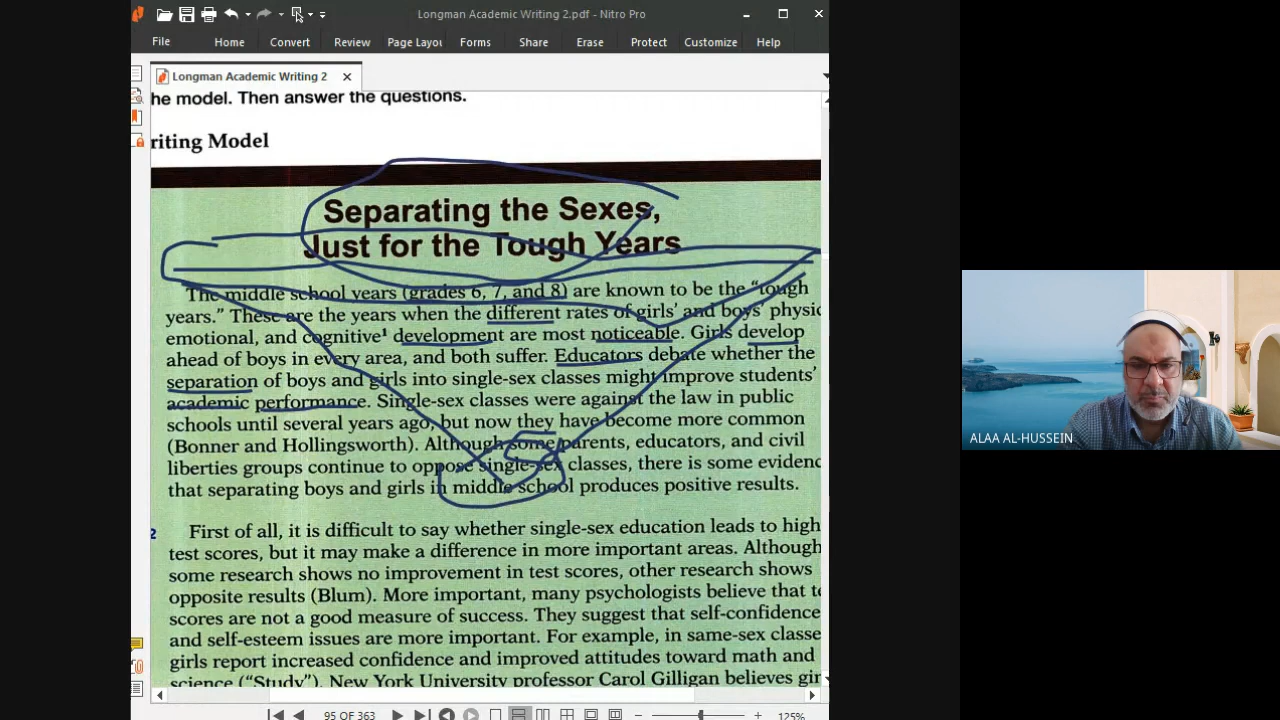 Longman Academic Writing 2.pdf - Nitro Pro
File Home Convert Review Page Layou Forms Share Erase Protect Customize Help
Longman Academic Writing 2
he model. Then answer the questions.
riting Model
Separating the Sexes,
Just for the Tough Years
The middle school years (grades 6, 7, and 8) are known to be the “tough
years.” These are the years when the different rates of girls’ and boys’ physic
emotional, and cognitive¹ development are most noticeable. Girls develop
ahead of boys in every area, and both suffer. Educators debate whether the
separation of boys and girls into single-sex classes might improve students’
academic performance. Single-sex classes were against the law in public
schools until several years ago, but now they have become more common
(Bonner and Hollingsworth). Although some parents, educators, and civil
liberties groups continue to oppose single-sex classes, there is some evidenc
that separating boys and girls in middle school produces positive results.
2
First of all, it is difficult to say whether single-sex education leads to high
test scores, but it may make a difference in more important areas. Although
some research shows no improvement in test scores, other research shows
opposite results (Blum). More important, many psychologists believe that te
scores are not a good measure of success. They suggest that self-confidence
and self-esteem issues are more important. For example, in same-sex classe
girls report increased confidence and improved attitudes toward math and
science (“Study”). New York University professor Carol Gilligan believes gir
95 OF 363
125%
ALAA AL-HUSSEIN